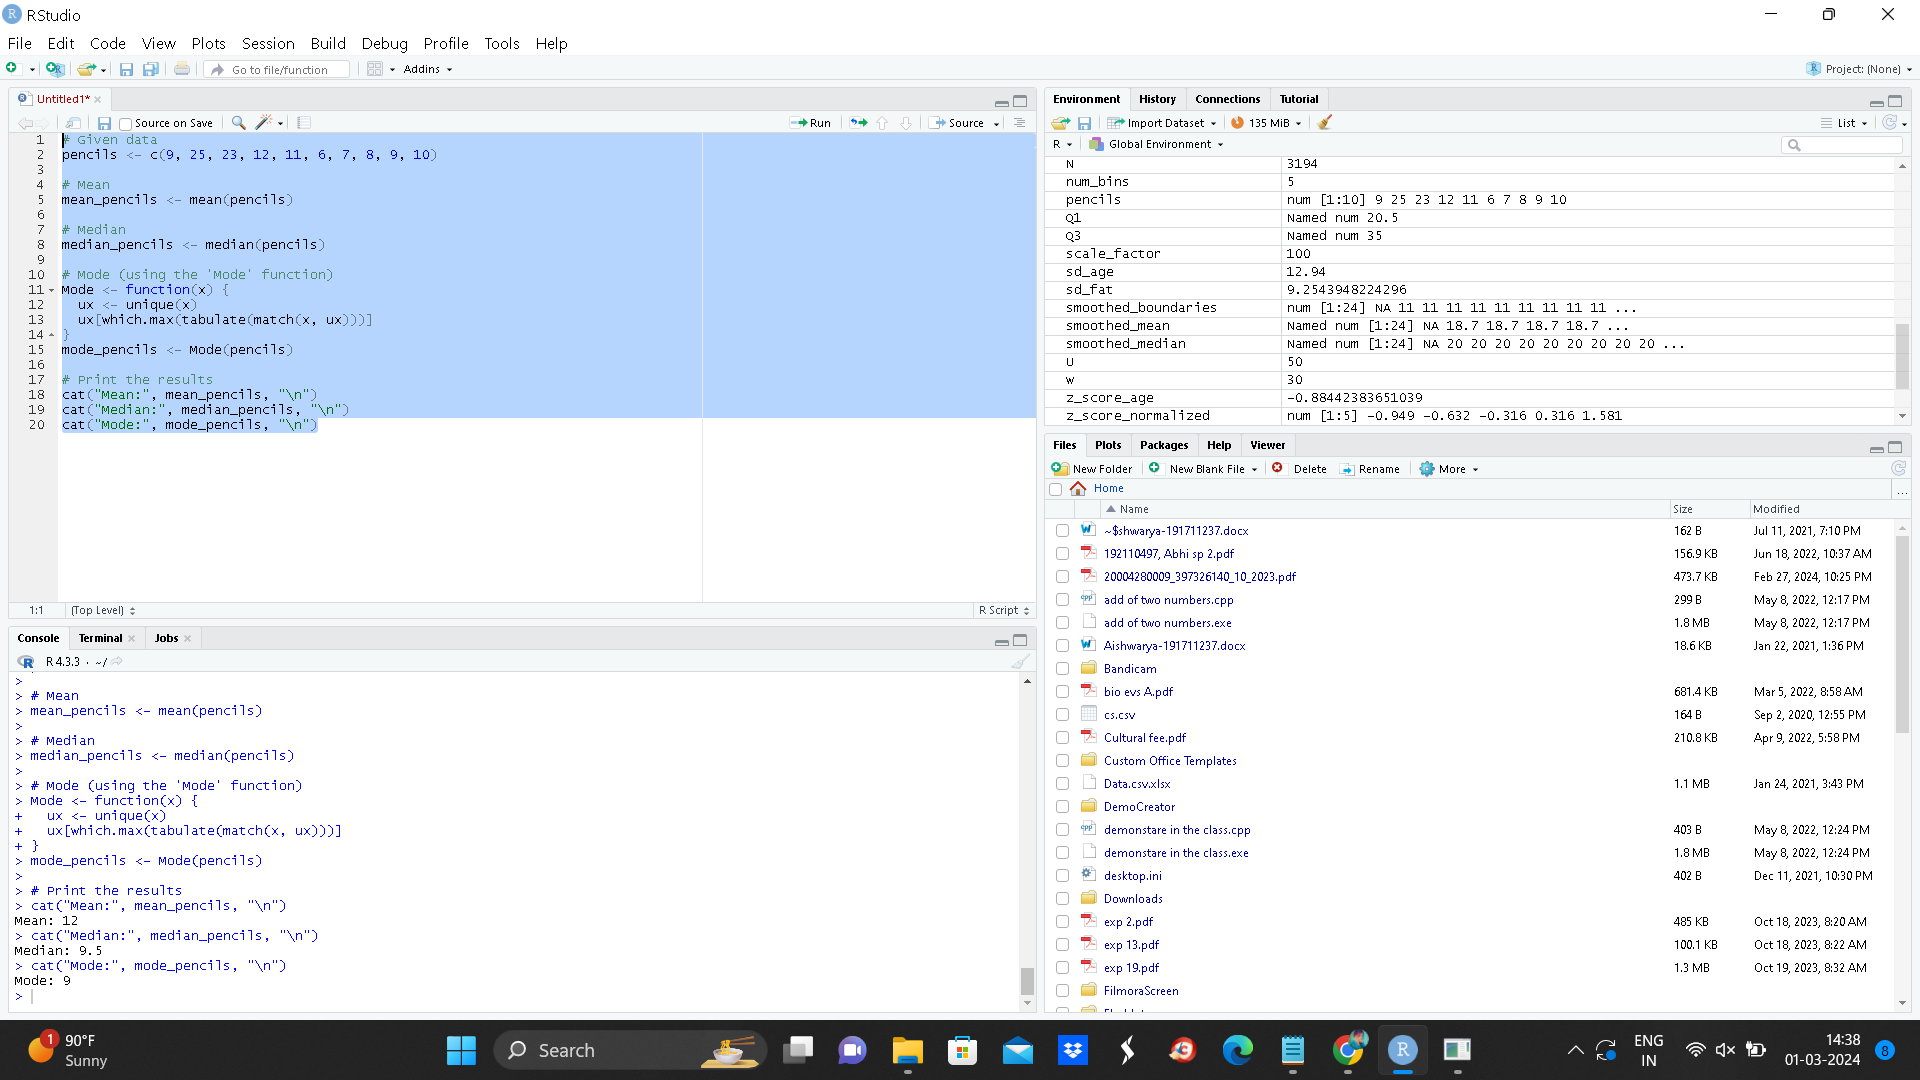 RStudio
File Edit Code View Plots Session Build Debug Profile Tools Help
Go to file/function Addins Project: (None)
Untitled1*
Source on Save Run Source
1 # Given data
2 pencils <- c(9, 25, 23, 12, 11, 6, 7, 8, 9, 10)
3
4 # Mean
5 mean_pencils <- mean(pencils)
6
7 # Median
8 median_pencils <- median(pencils)
9
10 # Mode (using the 'Mode' function)
11 Mode <- function(x) {
12 ux <- unique(x)
13 ux[which.max(tabulate(match(x, ux)))]
14 }
15 mode_pencils <- Mode(pencils)
16
17 # Print the results
18 cat("Mean:", mean_pencils, "\n")
19 cat("Median:", median_pencils, "\n")
20 cat("Mode:", mode_pencils, "\n")
1:1 (Top Level) R Script
Console Terminal Jobs
R 4.3.3 · ~/
>
> # Mean
> mean_pencils <- mean(pencils)
>
> # Median
> median_pencils <- median(pencils)
>
> # Mode (using the 'Mode' function)
> Mode <- function(x) {
+ ux <- unique(x)
+ ux[which.max(tabulate(match(x, ux)))]
+ }
> mode_pencils <- Mode(pencils)
>
> # Print the results
> cat("Mean:", mean_pencils, "\n")
Mean: 12
> cat("Median:", median_pencils, "\n")
Median: 9.5
> cat("Mode:", mode_pencils, "\n")
Mode: 9
>
Environment History Connections Tutorial
Import Dataset 135 MiB List
R Global Environment
N 3194
num_bins 5
pencils num [1:10] 9 25 23 12 11 6 7 8 9 10
Q1 Named num 20.5
Q3 Named num 35
scale_factor 100
sd_age 12.94
sd_fat 9.2543948224296
smoothed_boundaries num [1:24] NA 11 11 11 11 11 11 11 11 11 ...
smoothed_mean Named num [1:24] NA 18.7 18.7 18.7 18.7 ...
smoothed_median Named num [1:24] NA 20 20 20 20 20 20 20 20 20 ...
U 50
w 30
z_score_age -0.88442383651039
z_score_normalized num [1:5] -0.949 -0.632 -0.316 0.316 1.581
Files Plots Packages Help Viewer
New Folder New Blank File Delete Rename More
Home ...
Name Size Modified
~$shwarya-191711237.docx 162 B Jul 11, 2021, 7:10 PM
192110497, Abhi sp 2.pdf 156.9 KB Jun 18, 2022, 10:37 AM
20004280009_397326140_10_2023.pdf 473.7 KB Feb 27, 2024, 10:25 PM
add of two numbers.cpp 299 B May 8, 2022, 12:17 PM
add of two numbers.exe 1.8 MB May 8, 2022, 12:17 PM
Aishwarya-191711237.docx 18.6 KB Jan 22, 2021, 1:36 PM
Bandicam
bio evs A.pdf 681.4 KB Mar 5, 2022, 8:58 AM
cs.csv 164 B Sep 2, 2020, 12:55 PM
Cultural fee.pdf 210.8 KB Apr 9, 2022, 5:58 PM
Custom Office Templates
Data.csv.xlsx 1.1 MB Jan 24, 2021, 3:43 PM
DemoCreator
demonstare in the class.cpp 403 B May 8, 2022, 12:24 PM
demonstare in the class.exe 1.8 MB May 8, 2022, 12:24 PM
desktop.ini 402 B Dec 11, 2021, 10:30 PM
Downloads
exp 2.pdf 485 KB Oct 18, 2023, 8:20 AM
exp 13.pdf 100.1 KB Oct 18, 2023, 8:22 AM
exp 19.pdf 1.3 MB Oct 19, 2023, 8:32 AM
FilmoraScreen
1 90°F
Sunny
Search
ENG
IN
14:38
01-03-2024
8